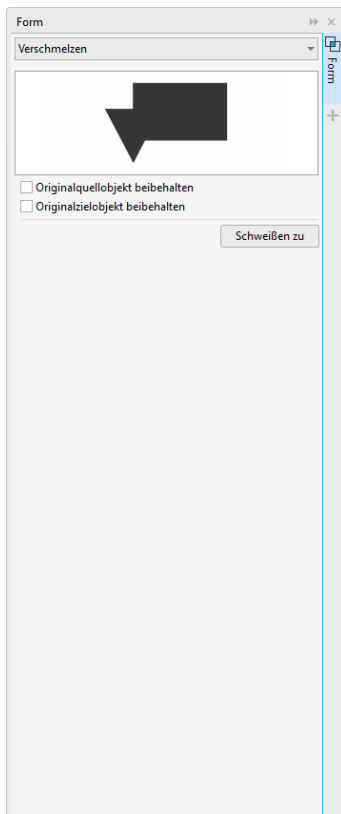 Form
Verschmelzen
Form
Originalquellobjekt beibehalten
Originalzielobjekt beibehalten
Schweißen zu